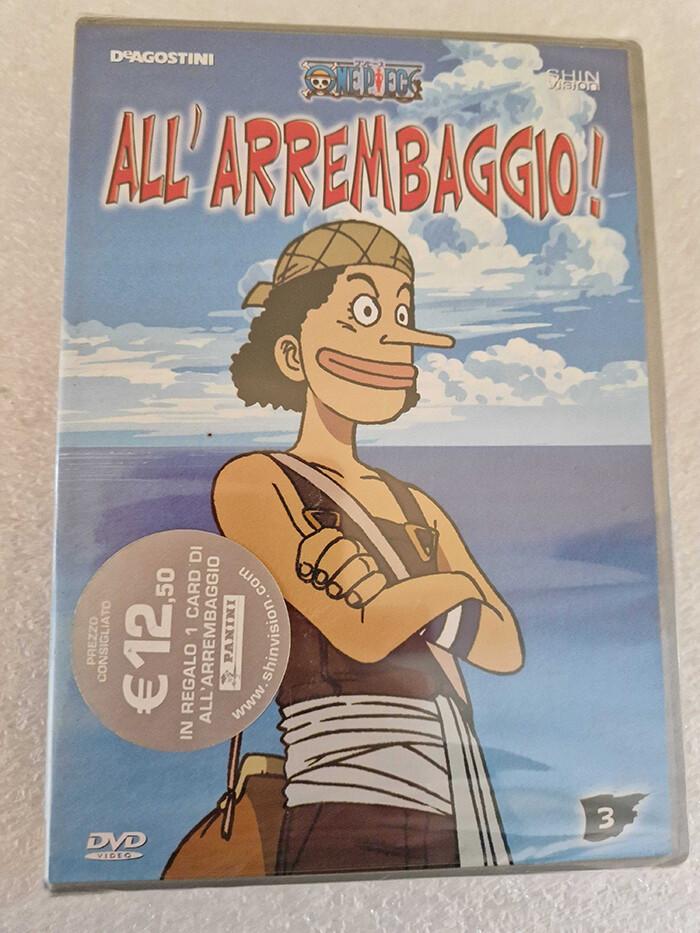 DeAGOSTINI
ONE PIECE
SHIN
VISION
ALL'ARREMBAGGIO!
PREZZO
CONSIGLIATO
€12,50
IN REGALO 1 CARD DI
ALL'ARREMBAGGIO
PANINI
www.shinvision.com
DVD
VIDEO
3